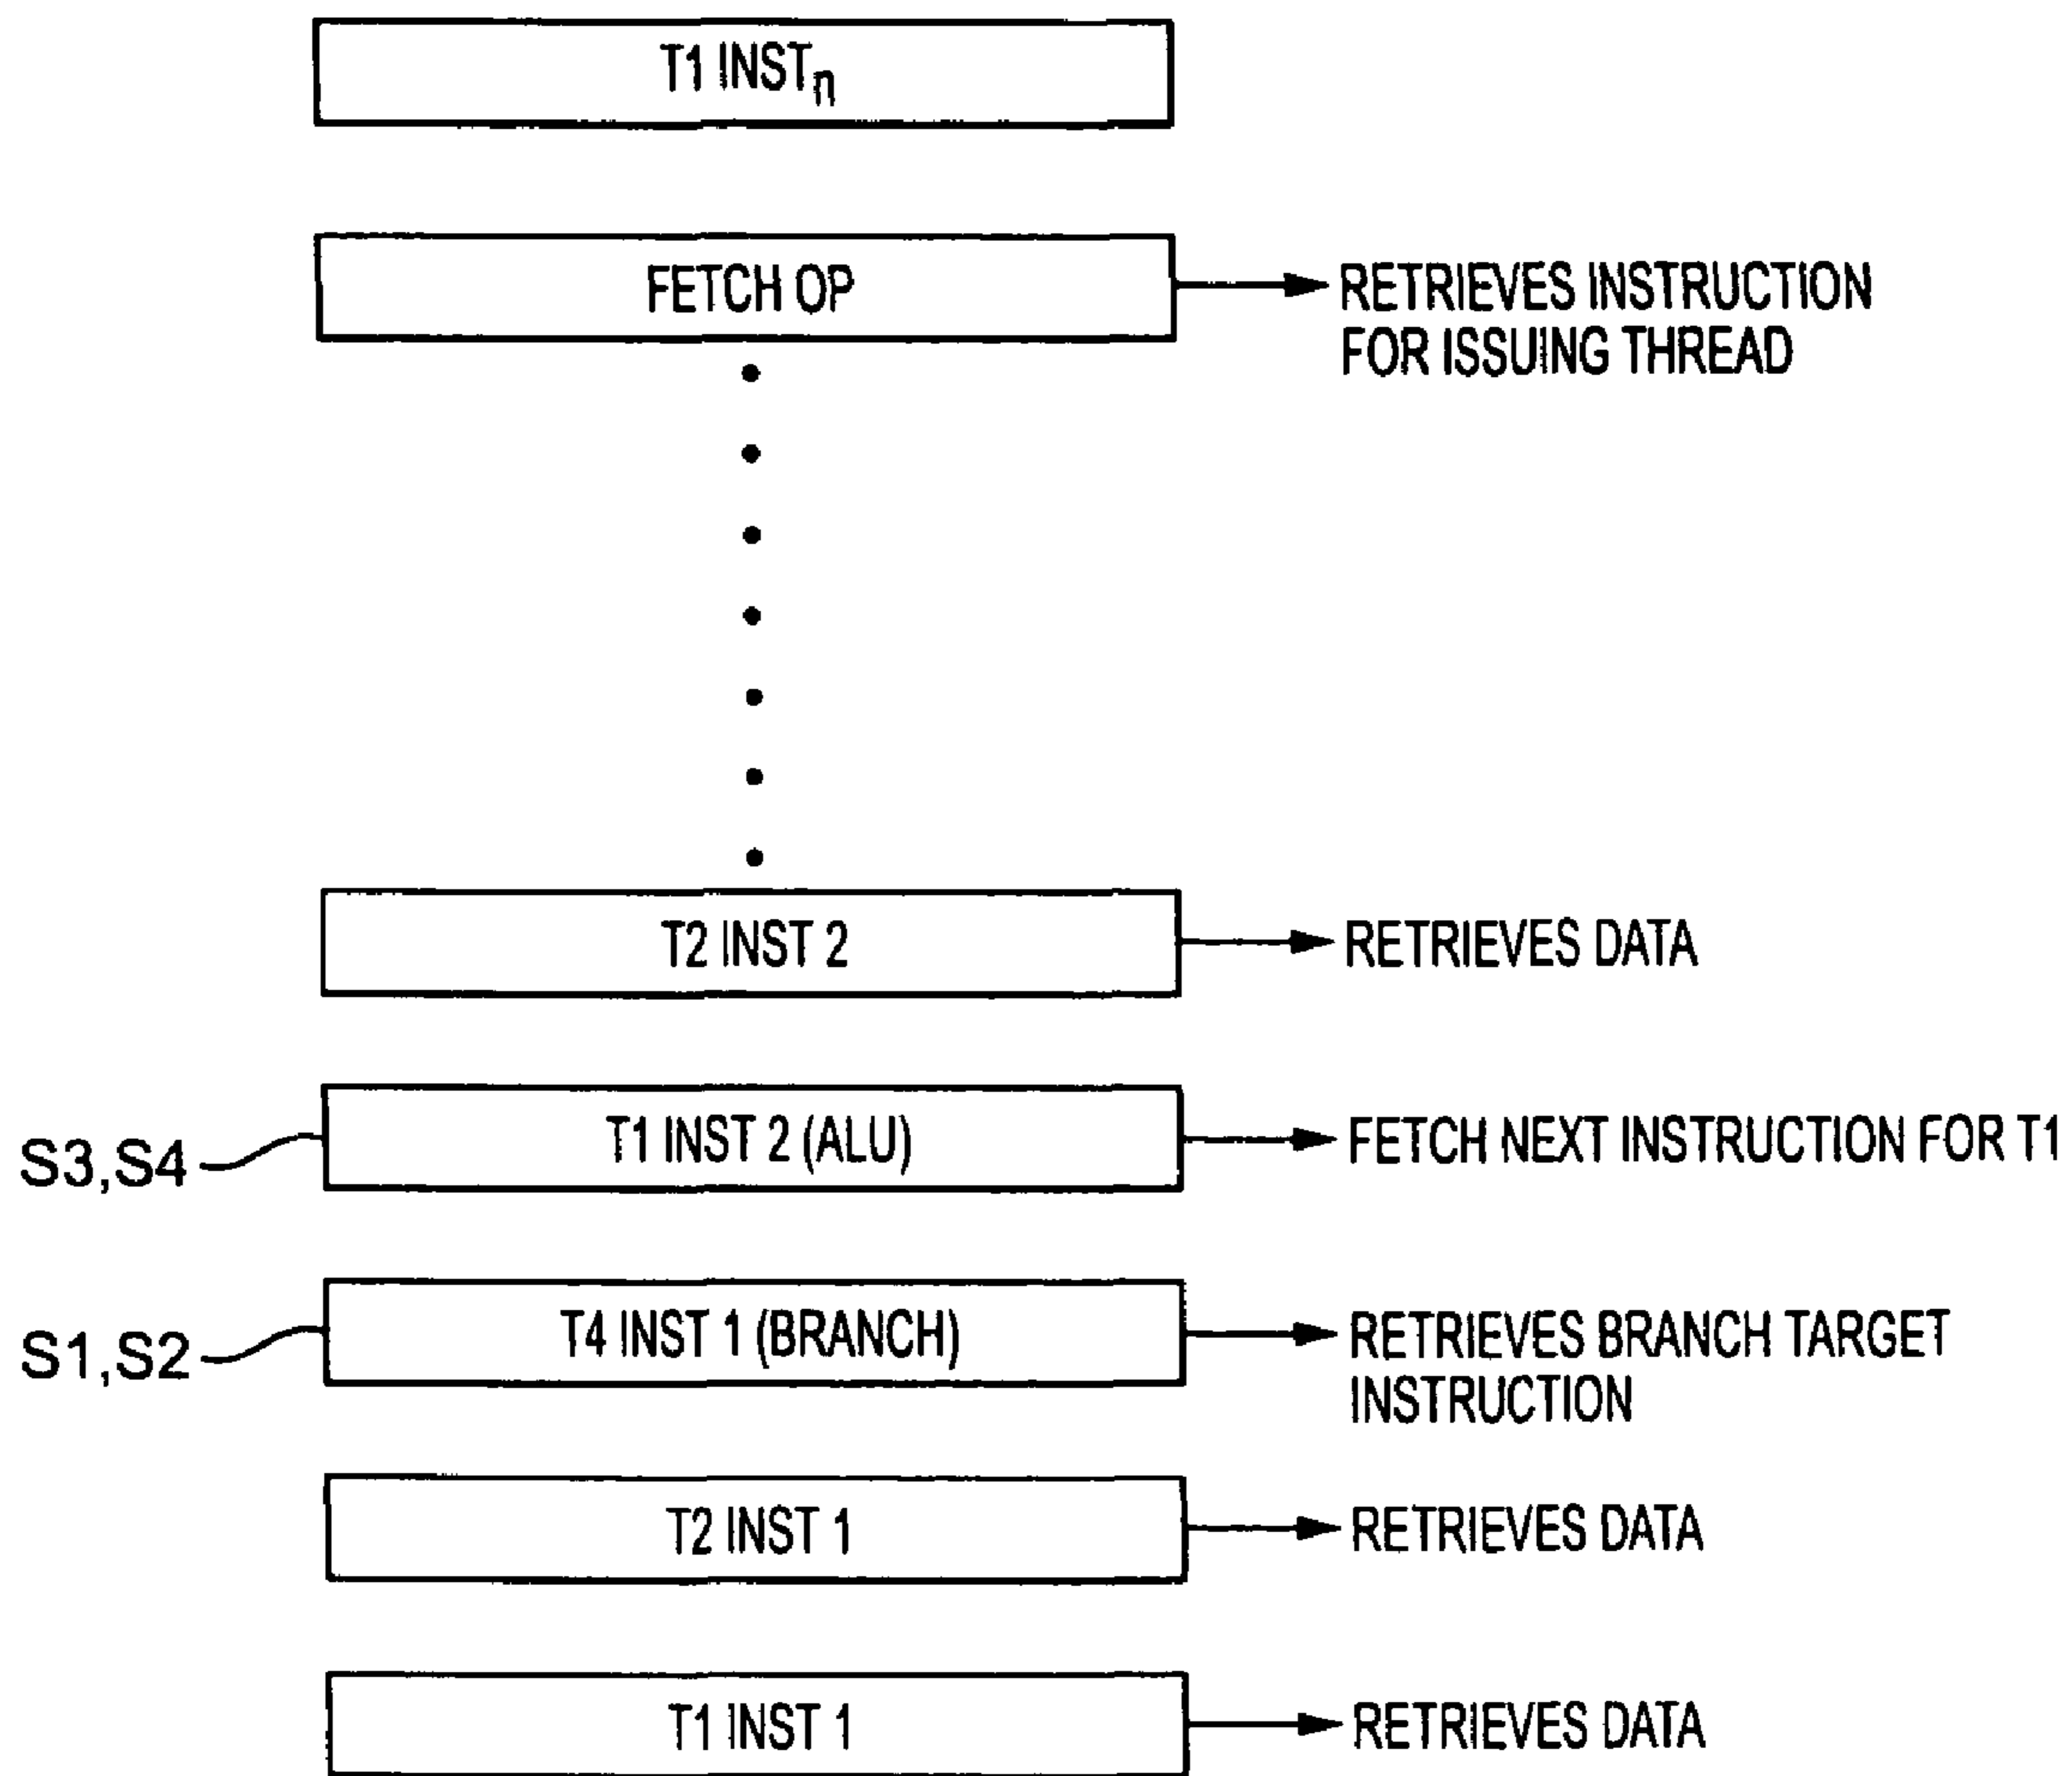 T1 INSTn
FETCH OP
RETRIEVES INSTRUCTION
FOR ISSUING THREAD
T2 INST 2
RETRIEVES DATA
S3,S4
T1 INST 2 (ALU)
FETCH NEXT INSTRUCTION FOR T1
S1,S2
T4 INST 1 (BRANCH)
RETRIEVES BRANCH TARGET
INSTRUCTION
T2 INST 1
RETRIEVES DATA
T1 INST 1
RETRIEVES DATA